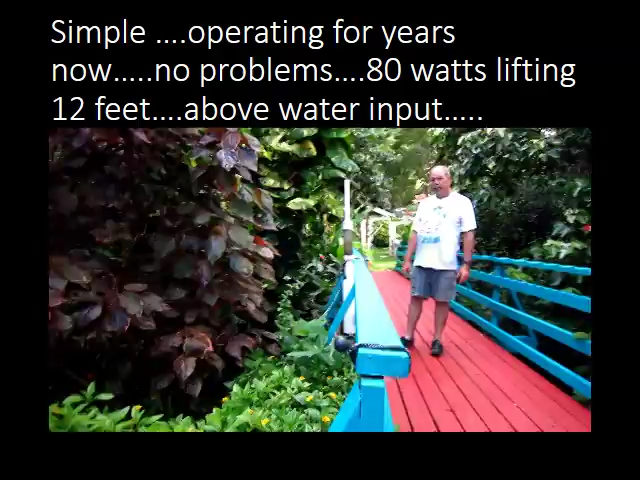 Simple ....operating for years
now.....no problems....80 watts lifting
12 feet....above water input.....